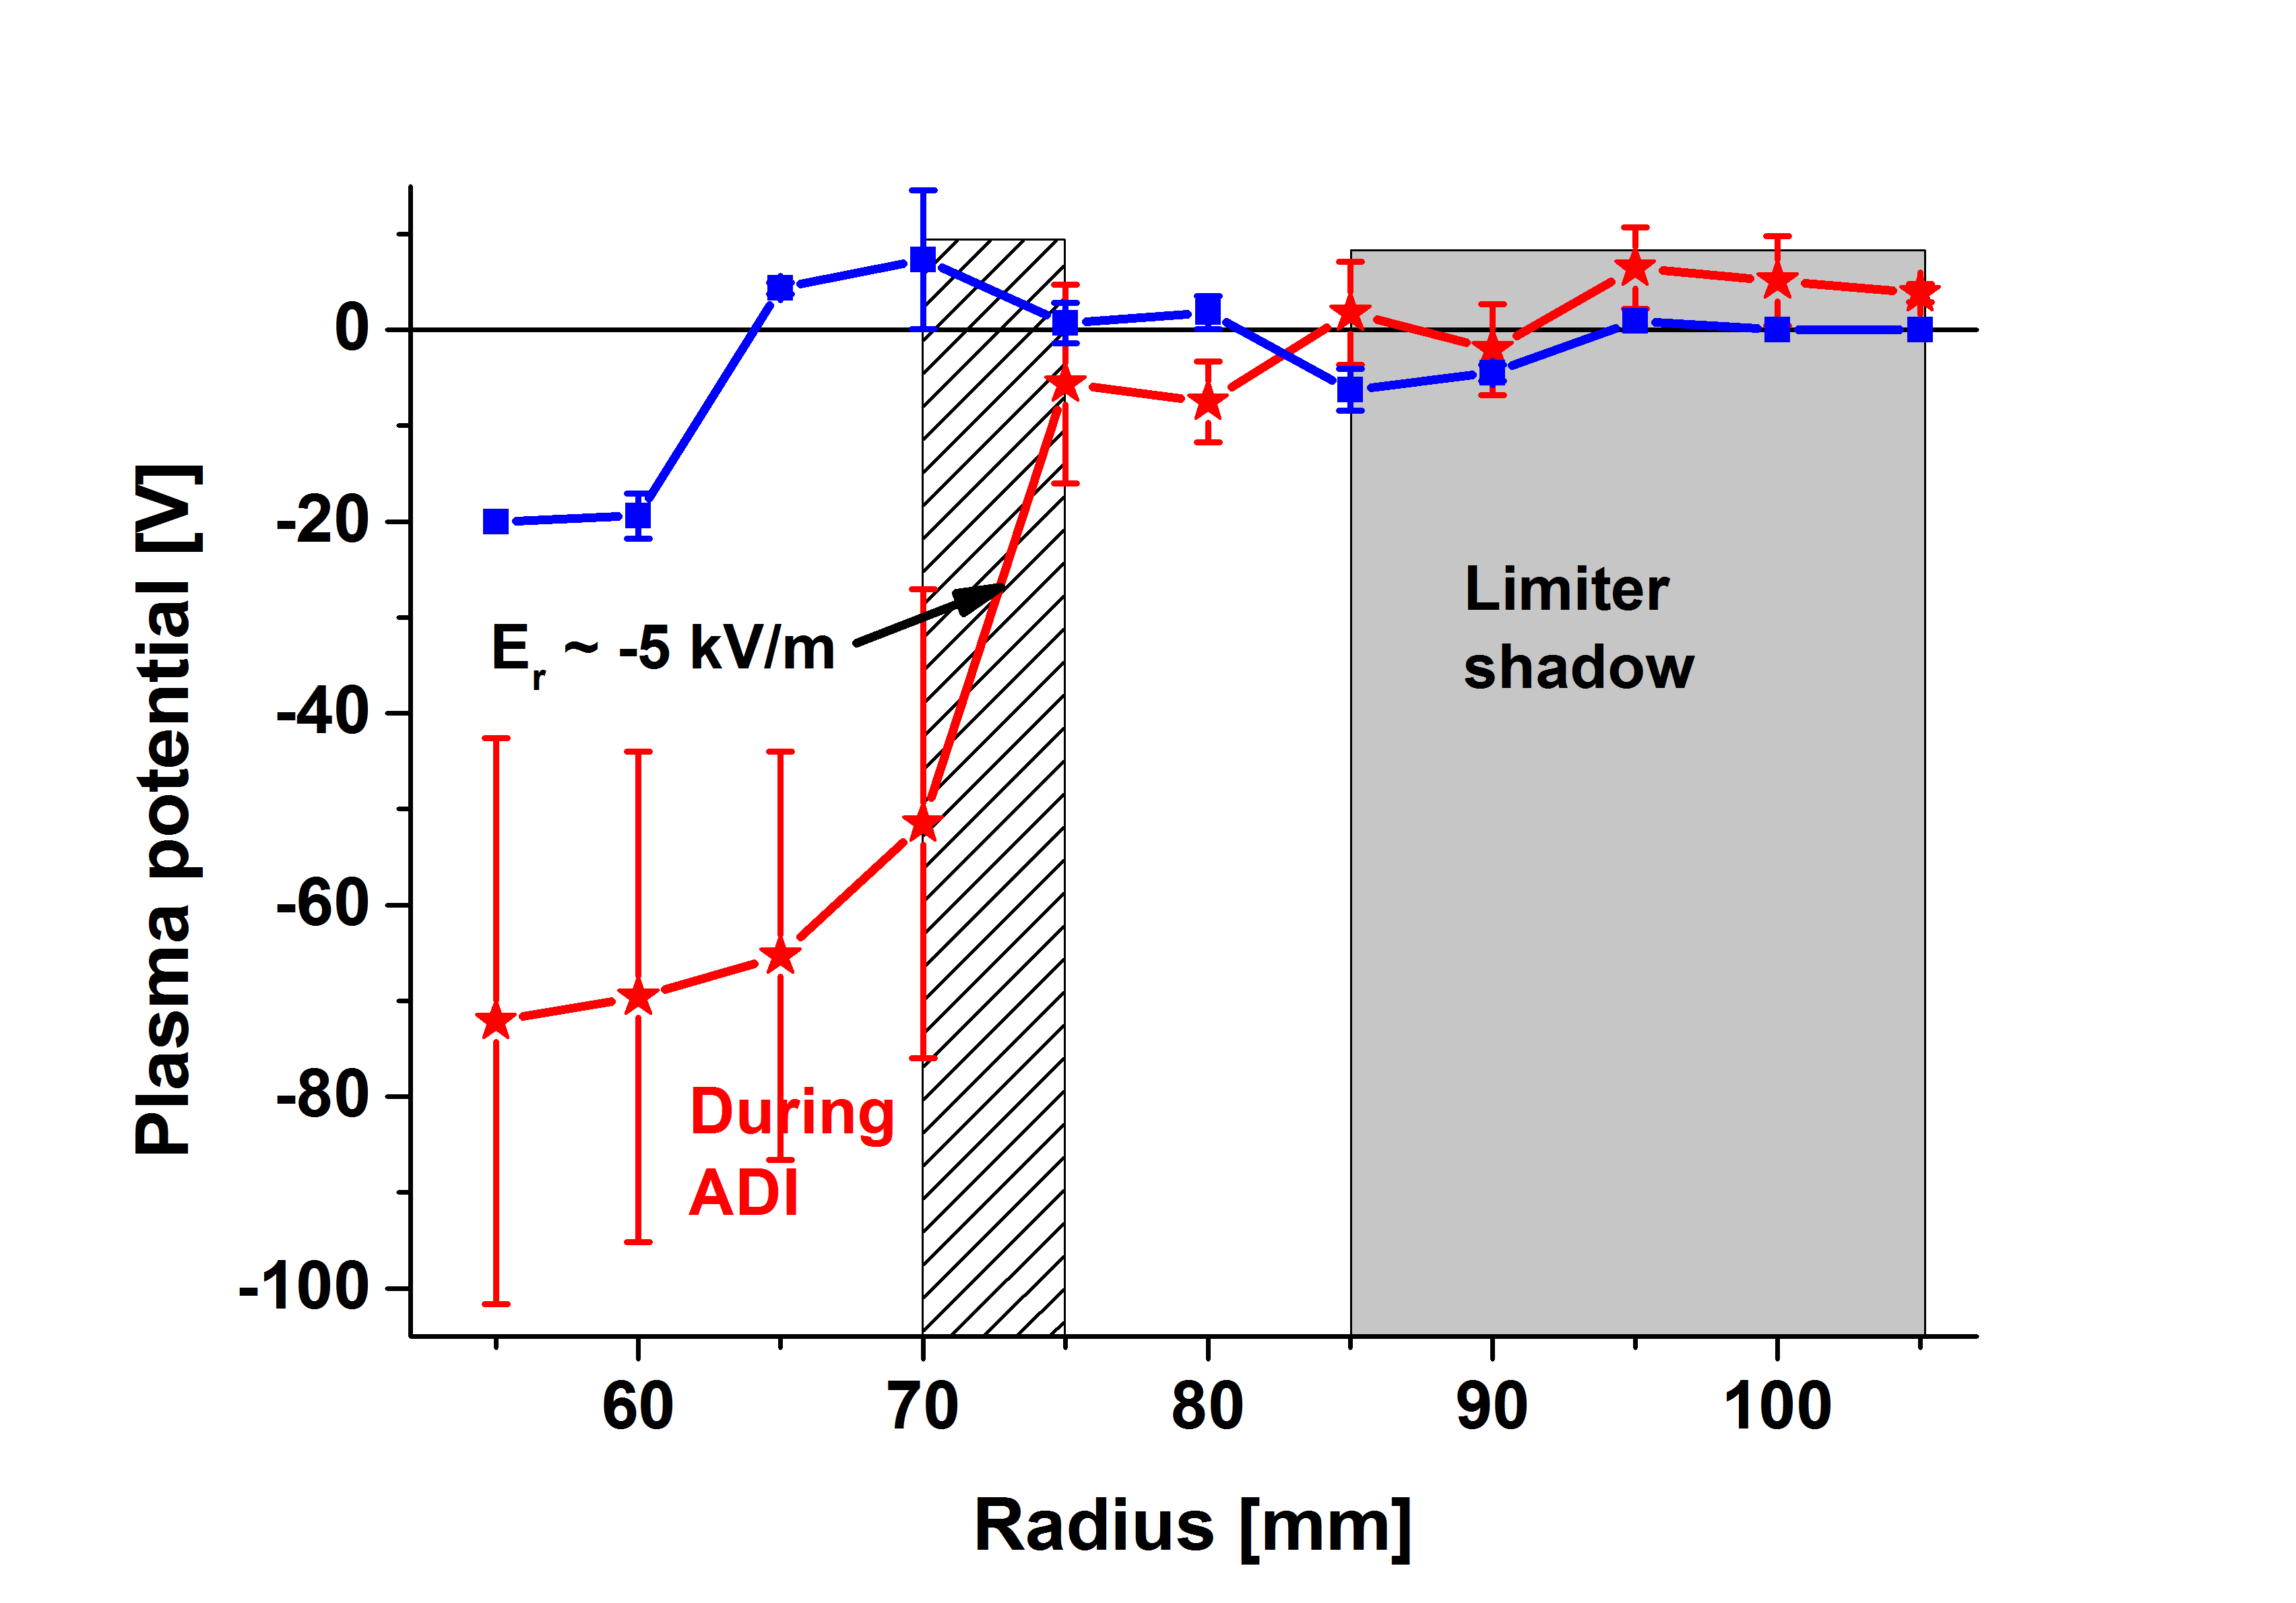 0
-20
-40
-60
-80
-100
Plasma potential [V]
E_r ~ -5 kV/m
Limiter
shadow
During
ADI
60 70 80 90 100
Radius [mm]